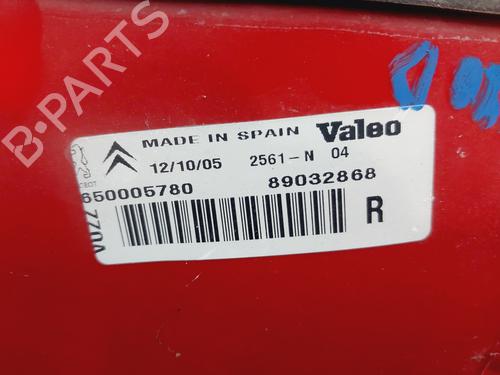 B-PARTS
MADE IN SPAIN Valeo
12/10/05 2561-N 04
650005780 89032868
R